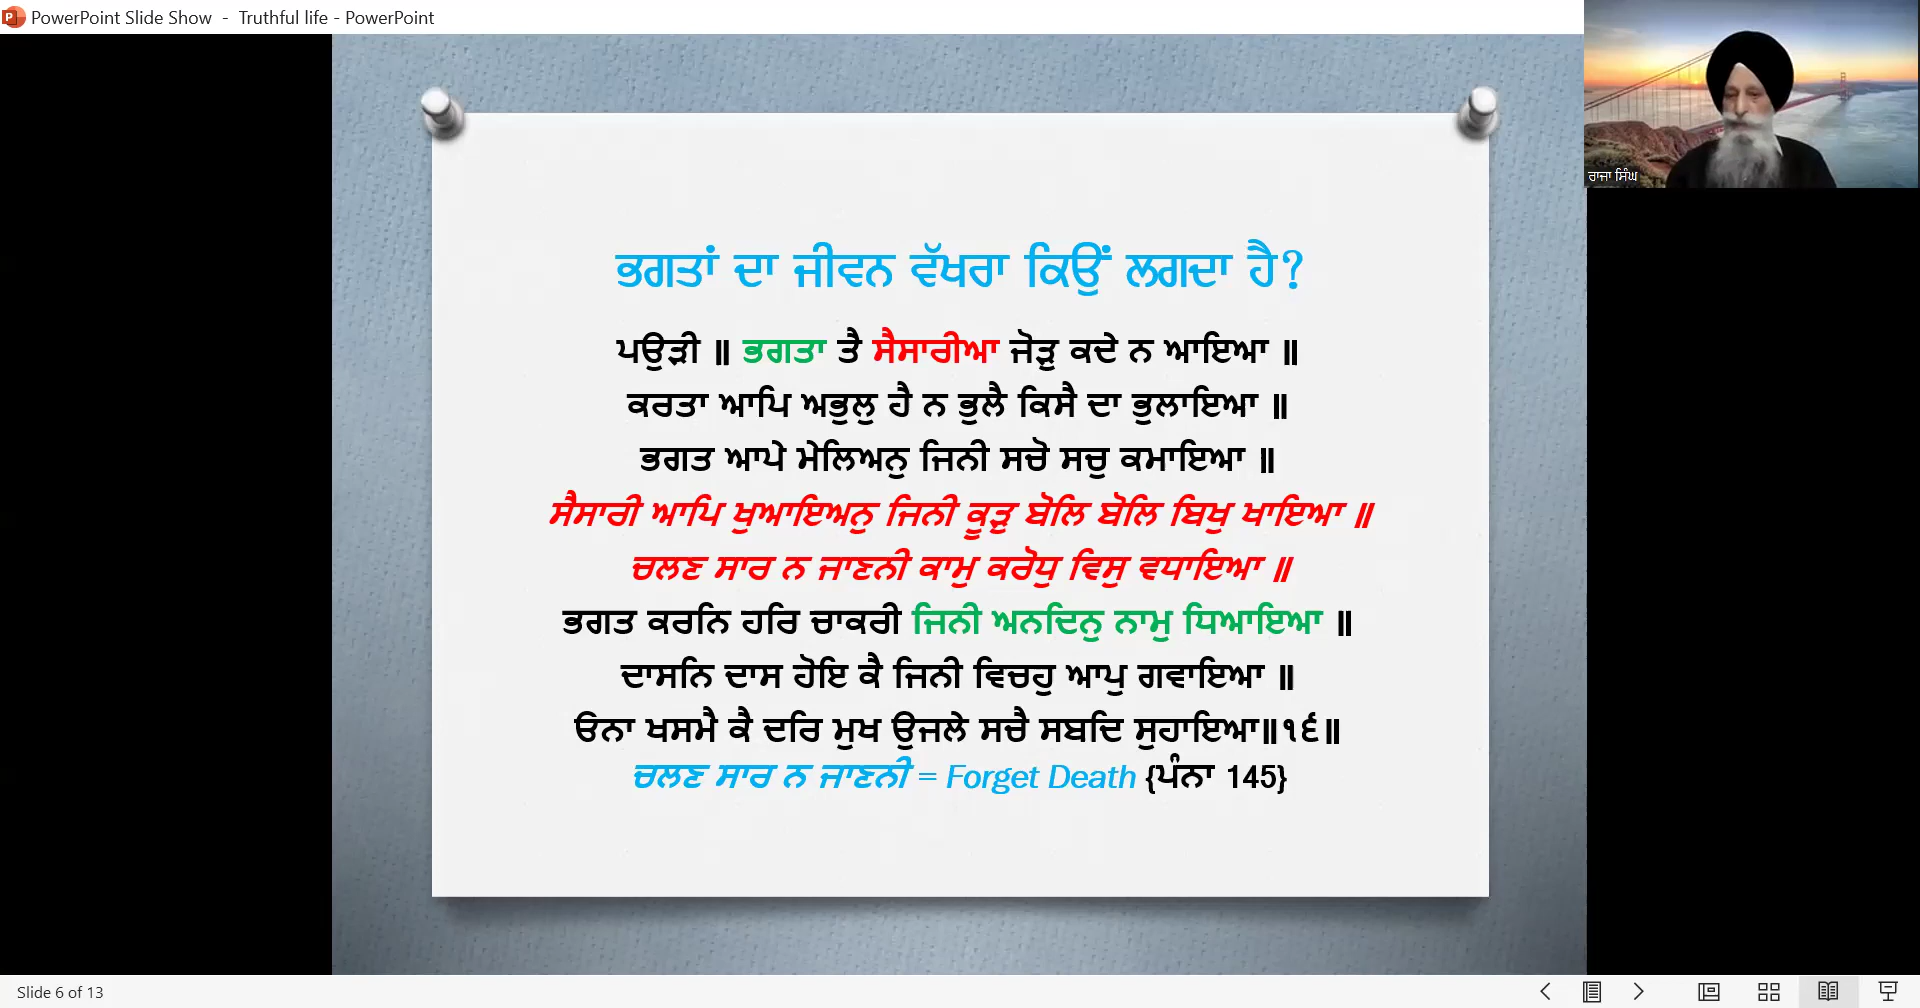 PowerPoint Slide Show - Truthful life - PowerPoint
ਰਾਜਾ ਸਿੰਘ
ਭਗਤਾਂ ਦਾ ਜੀਵਨ ਵੱਖਰਾ ਕਿਉਂ ਲਗਦਾ ਹੈ?
ਪਉੜੀ ॥ ਭਗਤਾ ਤੈ ਸੈਸਾਰੀਆ ਜੋੜੁ ਕਦੇ ਨ ਆਇਆ ॥
ਕਰਤਾ ਆਪਿ ਅਭੁਲੁ ਹੈ ਨ ਭੁਲੈ ਕਿਸੈ ਦਾ ਭੁਲਾਇਆ ॥
ਭਗਤ ਆਪੇ ਮੇਲਿਅਨੁ ਜਿਨੀ ਸਚੋ ਸਚੁ ਕਮਾਇਆ ॥
ਸੈਸਾਰੀ ਆਪਿ ਖੁਆਇਅਨੁ ਜਿਨੀ ਕੂੜੁ ਬੋਲਿ ਬੋਲਿ ਬਿਖੁ ਖਾਇਆ ॥
ਚਲਣ ਸਾਰ ਨ ਜਾਣਨੀ ਕਾਮੁ ਕਰੋਧੁ ਵਿਸੁ ਵਧਾਇਆ ॥
ਭਗਤ ਕਰਨਿ ਹਰਿ ਚਾਕਰੀ ਜਿਨੀ ਅਨਦਿਨੁ ਨਾਮੁ ਧਿਆਇਆ ॥
ਦਾਸਨਿ ਦਾਸ ਹੋਇ ਕੈ ਜਿਨੀ ਵਿਚਹੁ ਆਪੁ ਗਵਾਇਆ ॥
ਓਨਾ ਖਸਮੈ ਕੈ ਦਰਿ ਮੁਖ ਉਜਲੇ ਸਚੈ ਸਬਦਿ ਸੁਹਾਇਆ॥੧੬॥
ਚਲਣ ਸਾਰ ਨ ਜਾਣਨੀ = Forget Death {ਪੰਨਾ 145}
Slide 6 of 13